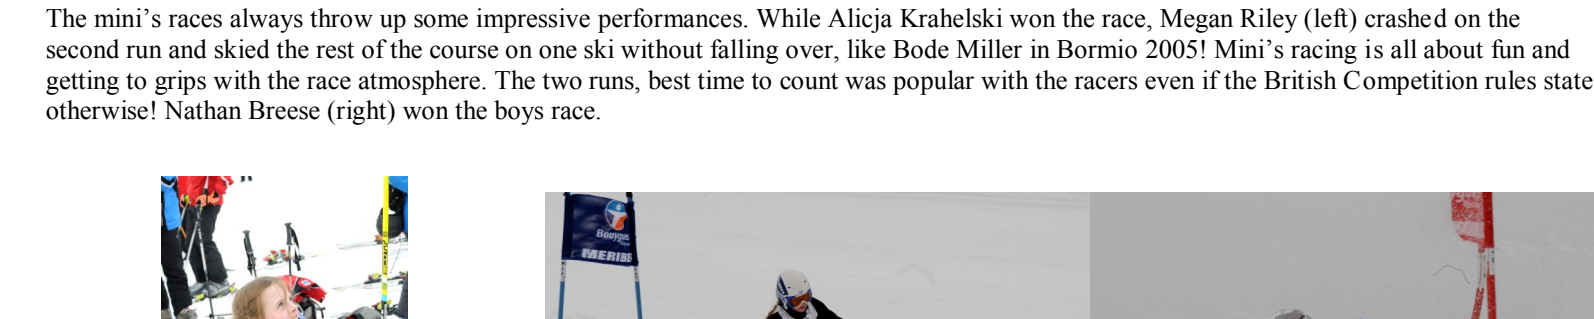 The mini’s races always throw up some impressive performances. While Alicja Krahelski won the race, Megan Riley (left) crashed on the
second run and skied the rest of the course on one ski without falling over, like Bode Miller in Bormio 2005! Mini’s racing is all about fun and
getting to grips with the race atmosphere. The two runs, best time to count was popular with the racers even if the British Competition rules state
otherwise! Nathan Breese (right) won the boys race.
Bouygues
MERIBE